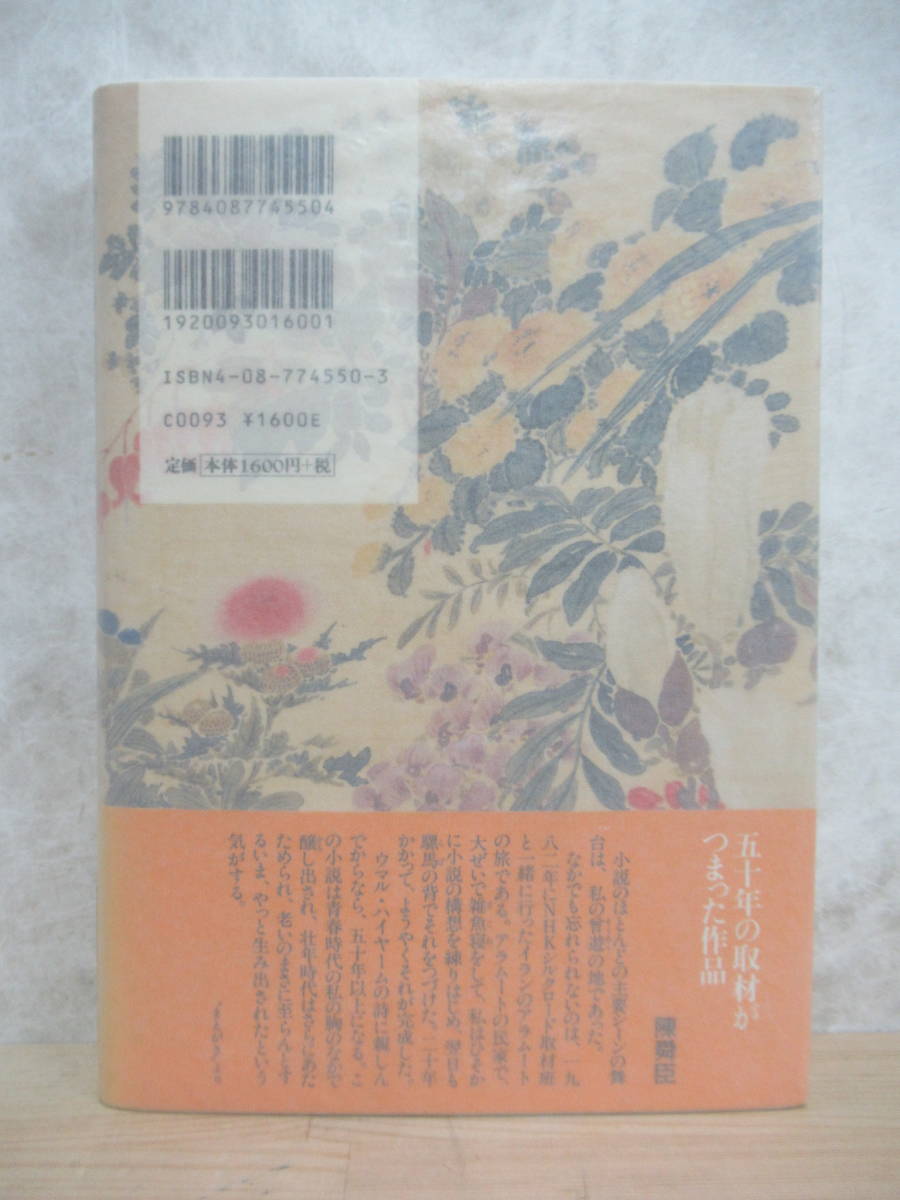 9784087745504
1920093016001
ISBN4-08-774550-3
C0093 ¥1600E
定価 本体1600円+税
五十年の取材が
つまった作品
陳舜臣
小説のほとんどの主要シーンの舞
台は、私の曾遊の地であった。
なかでも忘れられないのは、一九
八二年にNHKシルクロード取材班
と一緒に行ったイランのアラムート
の旅である。アラムートの民家で、
大ぜいで雑魚寝をして、私はひそか
に小説の構想を練りはじめ、翌日も
騾馬の背でそれをつづけた。二十年
かかって、ようやくそれが完成した。
ウマル・ハイヤームの詩に親しん
でからなら、五十年以上になる。こ
の小説は青春時代の私の胸のなかで
醸し出され、壮年時代はさらにあた
ためられ、老いのまさに至らんとす
るいま、やっと生み出されたという
気がする。
"まえがき"より